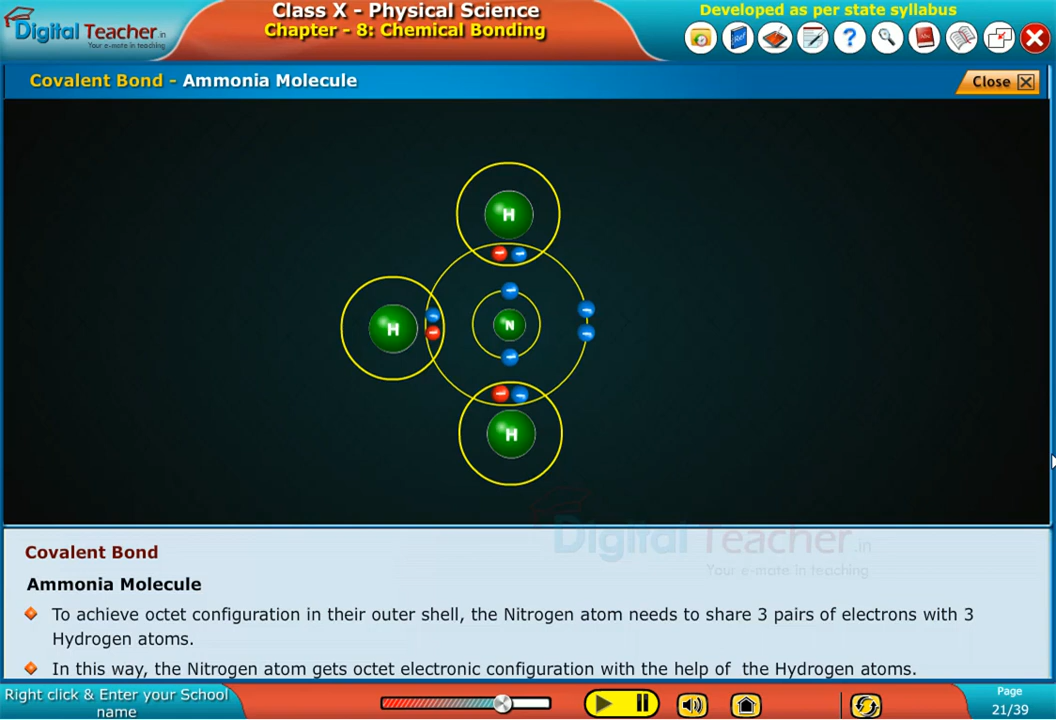 Digital Teacher.in
Your e-mate in teaching
Class X - Physical Science
Chapter - 8: Chemical Bonding
Developed as per state syllabus
Ref
?
Covalent Bond - Ammonia Molecule
Close
H
H
N
H
Digital Teacher.in
Your e-mate in teaching
Covalent Bond
Ammonia Molecule
To achieve octet configuration in their outer shell, the Nitrogen atom needs to share 3 pairs of electrons with 3
Hydrogen atoms.
In this way, the Nitrogen atom gets octet electronic configuration with the help of the Hydrogen atoms.
Right click & Enter your School
name
Page
21/39